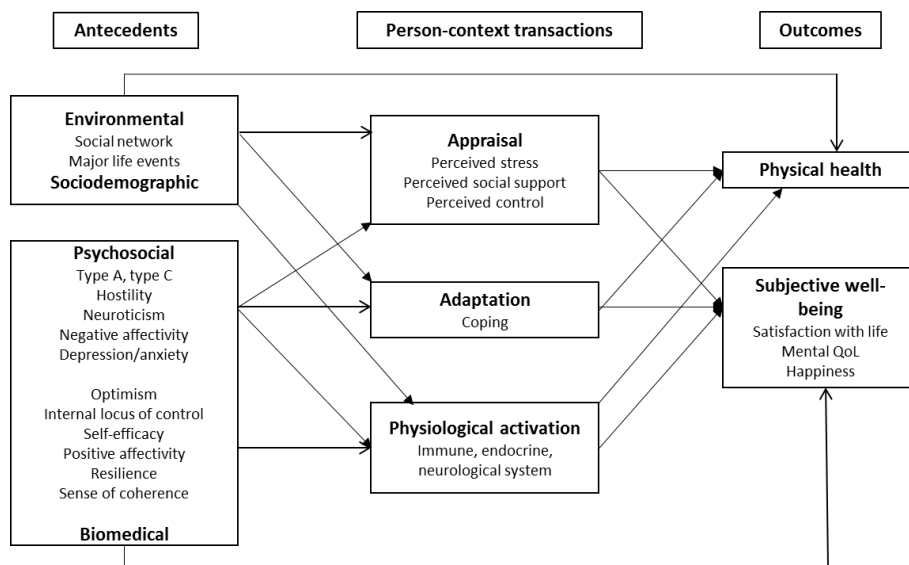 Antecedents
Person-context transactions
Outcomes
Environmental
Social network
Major life events
Sociodemographic
Psychosocial
Type A, type C
Hostility
Neuroticism
Negative affectivity
Depression/anxiety
Optimism
Internal locus of control
Self-efficacy
Positive affectivity
Resilience
Sense of coherence
Biomedical
Appraisal
Perceived stress
Perceived social support
Perceived control
Adaptation
Coping
Physiological activation
Immune, endocrine,
neurological system
Physical health
Subjective well-
being
Satisfaction with life
Mental QoL
Happiness